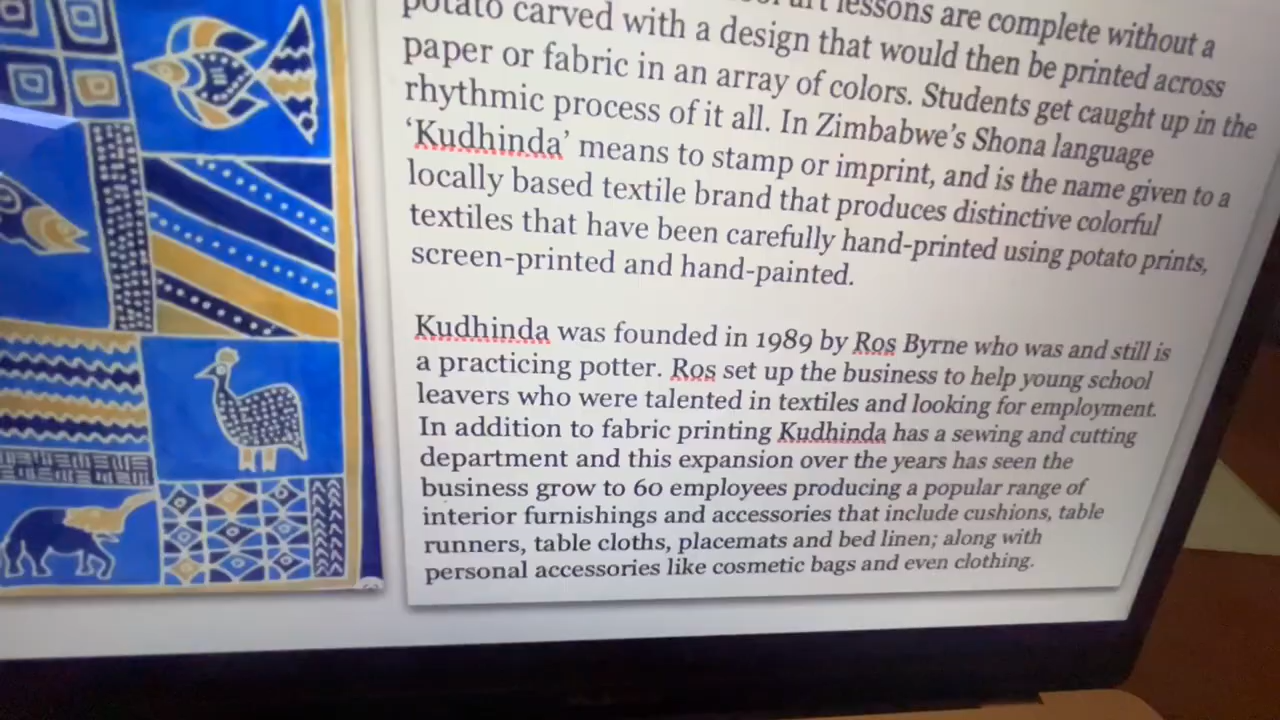 lessons are complete without a
potato carved with a design that would then be printed across
paper or fabric in an array of colors. Students get caught up in the
rhythmic process of it all. In Zimbabwe's Shona language
'Kudhinda' means to stamp or imprint, and is the name given to a
locally based textile brand that produces distinctive colorful
textiles that have been carefully hand-printed using potato prints,
screen-printed and hand-painted.
Kudhinda was founded in 1989 by Ros Byrne who was and still is
a practicing potter. Ros set up the business to help young school
leavers who were talented in textiles and looking for employment.
In addition to fabric printing Kudhinda has a sewing and cutting
department and this expansion over the years has seen the
business grow to 60 employees producing a popular range of
interior furnishings and accessories that include cushions, table
runners, table cloths, placemats and bed linen; along with
personal accessories like cosmetic bags and even clothing.